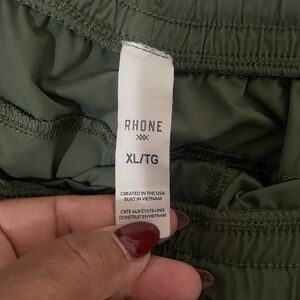 RHONE
XL/TG
CREATED IN THE USA
BUILT IN VIETNAM
CRÉÉ AUX ÉTATS-UNIS
CONSTRUIT EN VIETNAM